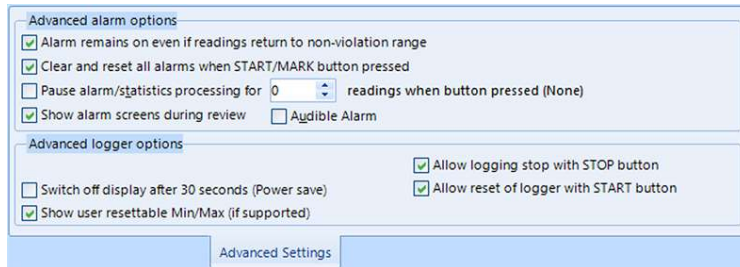 Advanced alarm options
Alarm remains on even if readings return to non-violation range
Clear and reset all alarms when START/MARK button pressed
Pause alarm/statistics processing for 0 readings when button pressed (None)
Show alarm screens during review Audible Alarm
Advanced logger options
Allow logging stop with STOP button
Switch off display after 30 seconds (Power save) Allow reset of logger with START button
Show user resettable Min/Max (if supported)
Advanced Settings